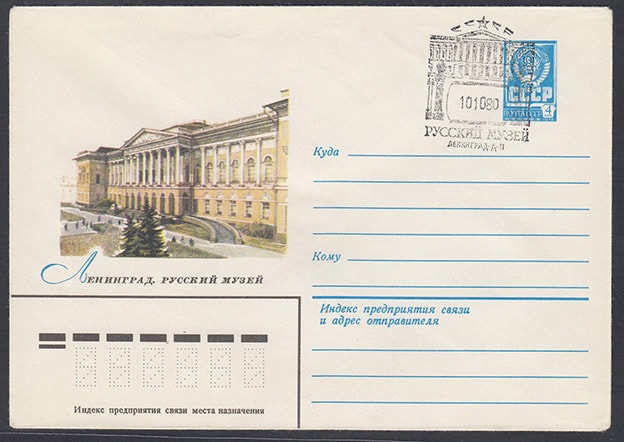 СССР
ПОЧТА
4
101080
РУССКИЙ МУЗЕЙ
ЛЕНИНГРАД-Д-11
Куда
Кому
Ленинград. Русский музей
Индекс предприятия связи
и адрес отправителя
Индекс предприятия связи места назначения